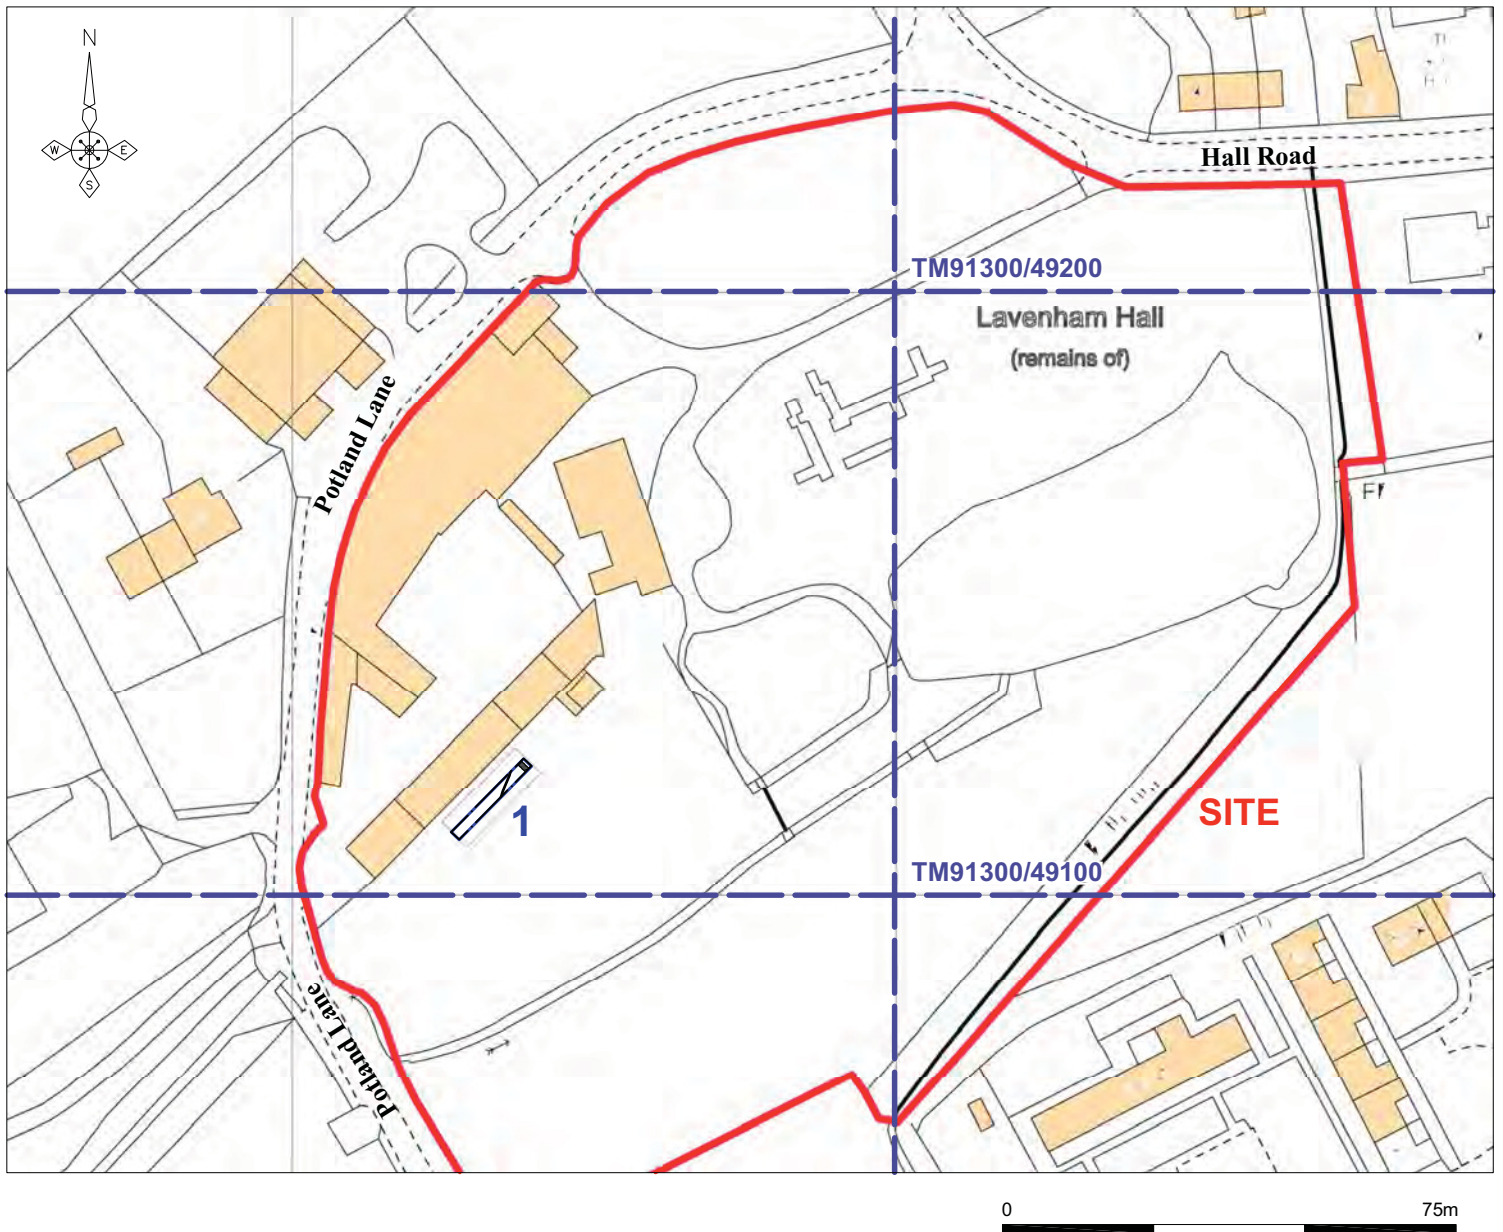 N
W
E
S
Hall Road
TM91300/49200
Lavenham Hall
(remains of)
Potland Lane
1
SITE
TM91300/49100
Potland Lane
0
75m